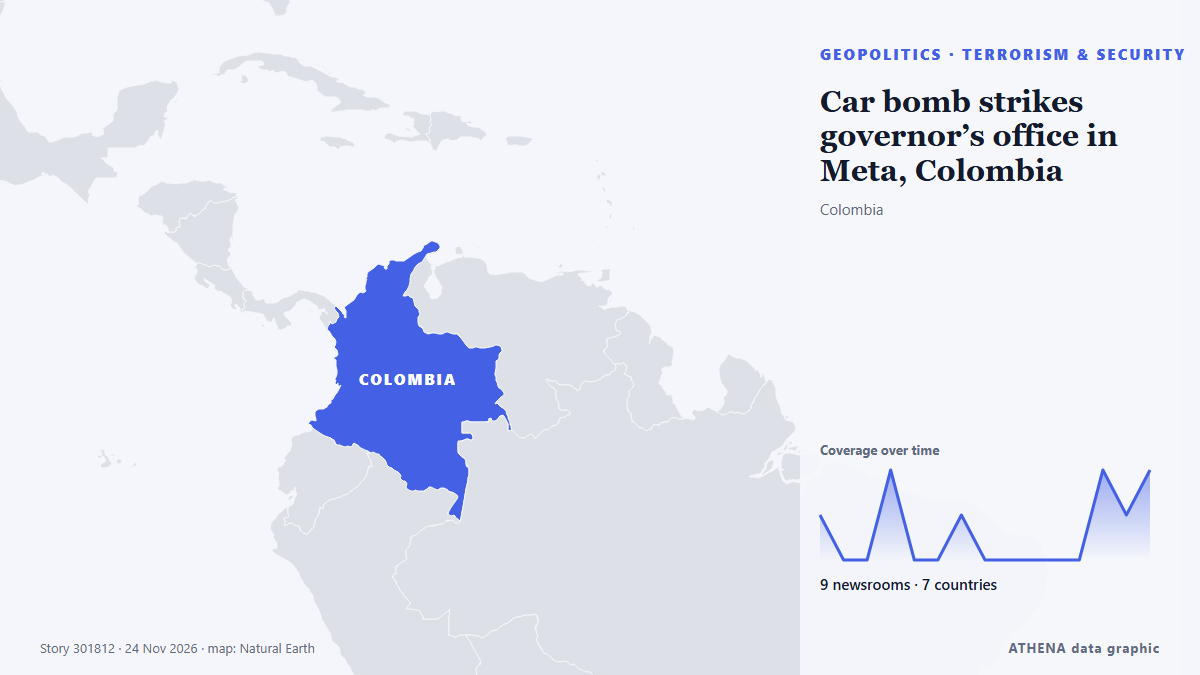 GEOPOLITICS · TERRORISM & SECURITY
Car bomb strikes
governor’s office in
Meta, Colombia
Colombia
COLOMBIA
Coverage over time
9 newsrooms · 7 countries
Story 301812 · 24 Nov 2026 · map: Natural Earth
ATHENA data graphic